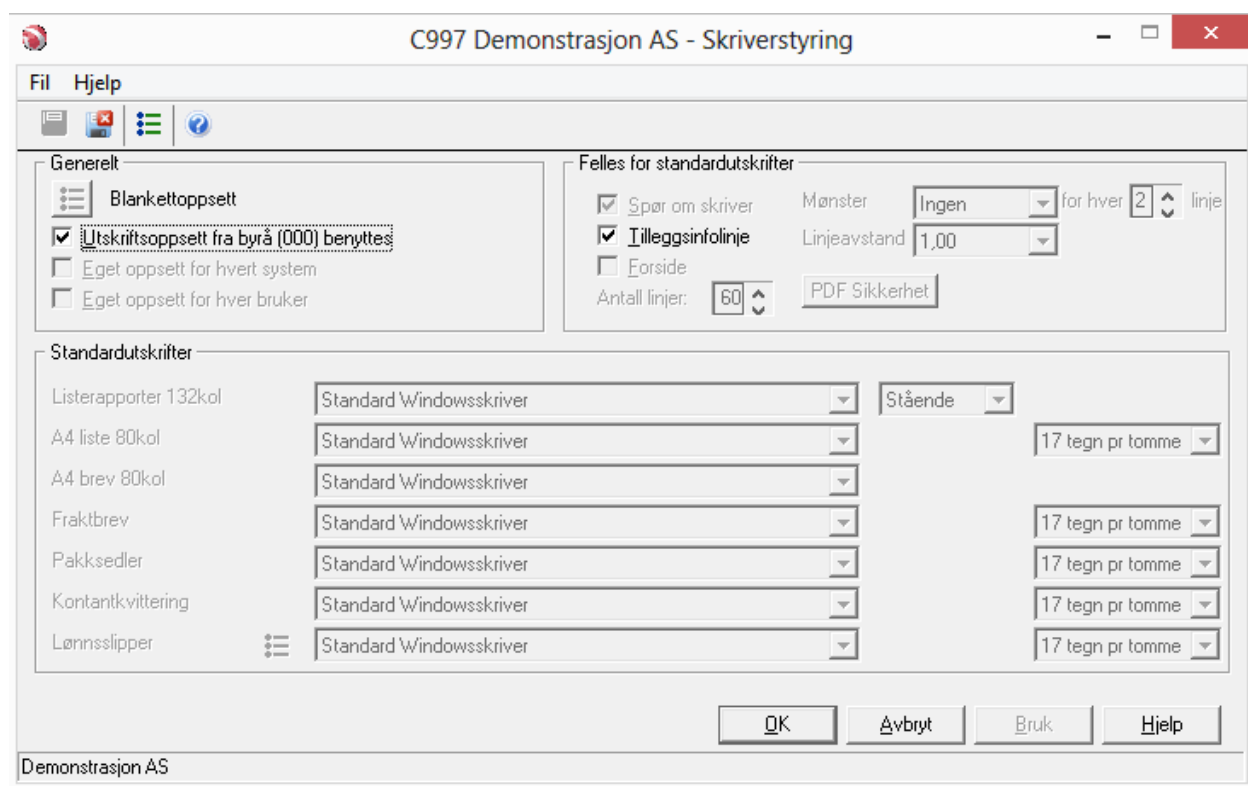 C997 Demonstrasjon AS - Skriverstyring
Fil Hjelp
Generelt
Blankettoppsett
Utskriftsoppsett fra byrå (000) benyttes
Eget oppsett for hvert system
Eget oppsett for hver bruker
Felles for standardutskrifter
Spør om skriver Mønster Ingen for hver 2 linje
Tilleggsinfolinje Linjeavstand 1,00
Forside
Antall linjer: 60 PDF Sikkerhet
Standardutskrifter
Listerapporter 132kol Standard Windowsskriver Stående
A4 liste 80kol Standard Windowsskriver 17 tegn pr tomme
A4 brev 80kol Standard Windowsskriver
Fraktbrev Standard Windowsskriver 17 tegn pr tomme
Pakksedler Standard Windowsskriver 17 tegn pr tomme
Kontantkvittering Standard Windowsskriver 17 tegn pr tomme
Lønnsslipper Standard Windowsskriver 17 tegn pr tomme
OK Avbryt Bruk Hjelp
Demonstrasjon AS